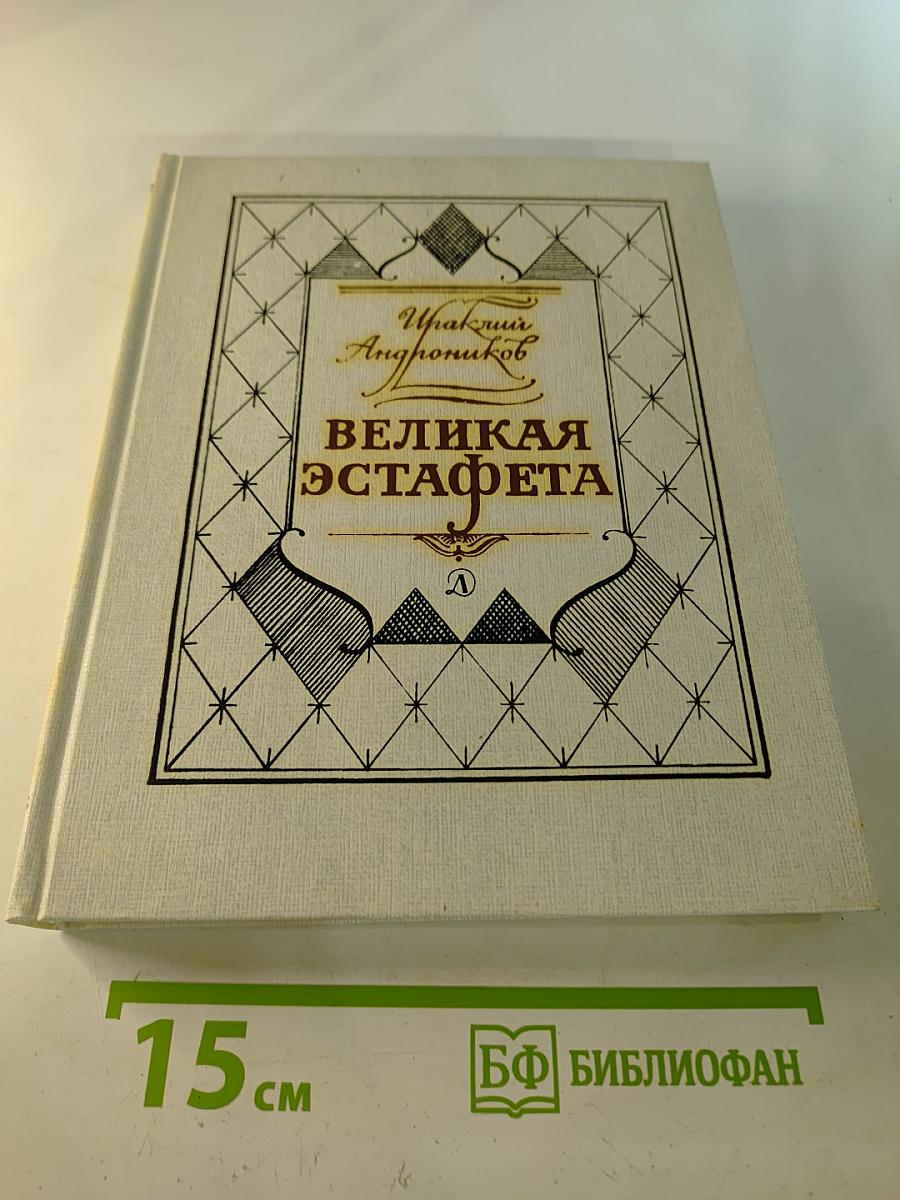 Ираклий
Андроников
ВЕЛИКАЯ
ЭСТАФЕТА
Д
15 см
БФ БИБЛИОФАН